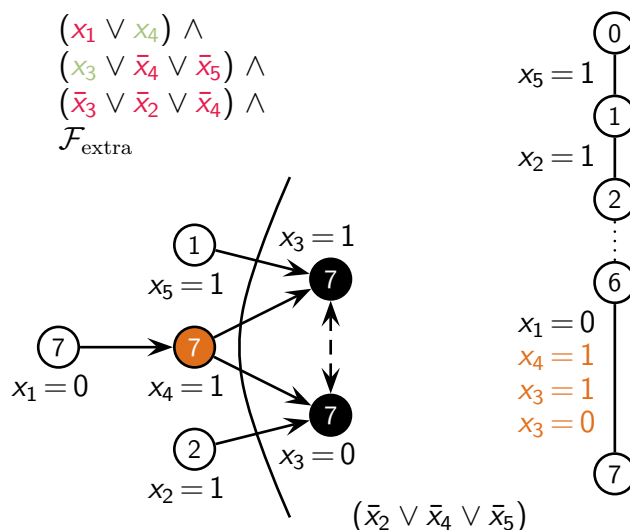 (x₁ ∨ x₄) ∧
(x₃ ∨ x̄₄ ∨ x̄₅) ∧
(x̄₃ ∨ x̄₂ ∨ x̄₄) ∧
ℱextra
1
x₅ = 1
x₃ = 1
7
7
x₁ = 0
7
x₄ = 1
2
x₂ = 1
7
x₃ = 0
(x̄₂ ∨ x̄₄ ∨ x̄₅)
0
x₅ = 1
1
x₂ = 1
2
6
x₁ = 0
x₄ = 1
x₃ = 1
x₃ = 0
7